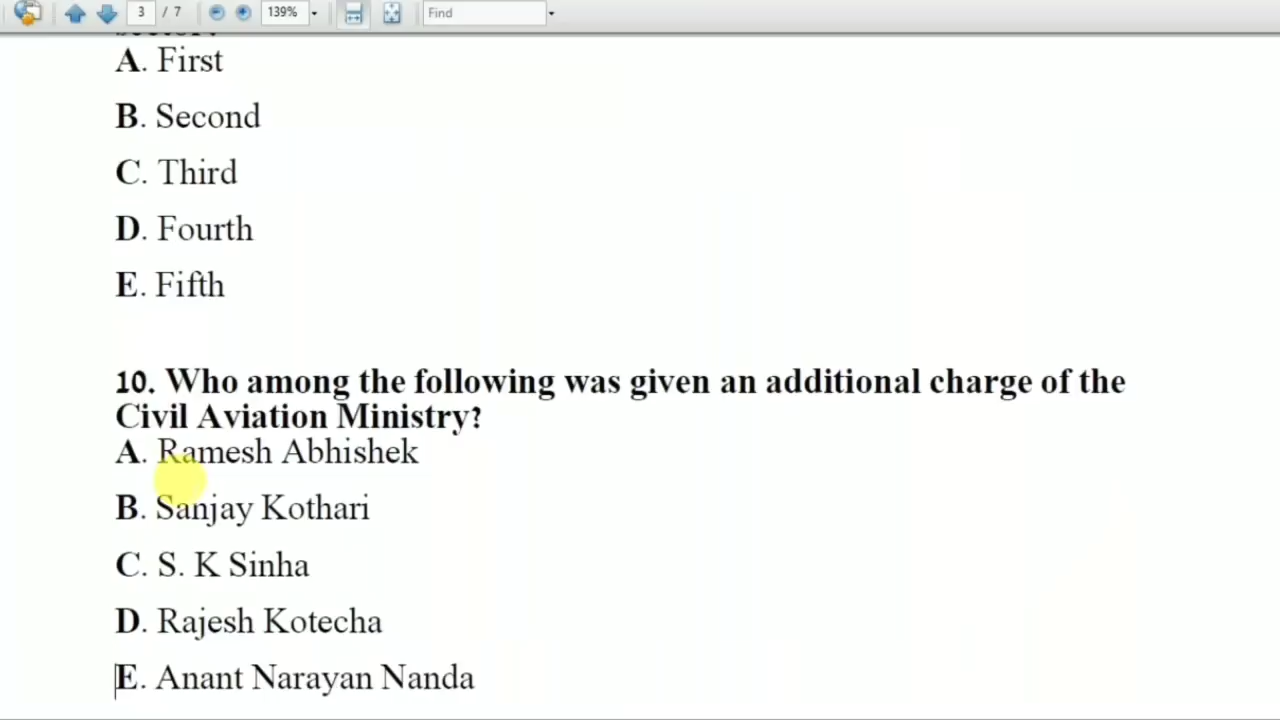 3 / 7 139% Find
A. First
B. Second
C. Third
D. Fourth
E. Fifth
10. Who among the following was given an additional charge of the
Civil Aviation Ministry?
A. Ramesh Abhishek
B. Sanjay Kothari
C. S. K Sinha
D. Rajesh Kotecha
E. Anant Narayan Nanda